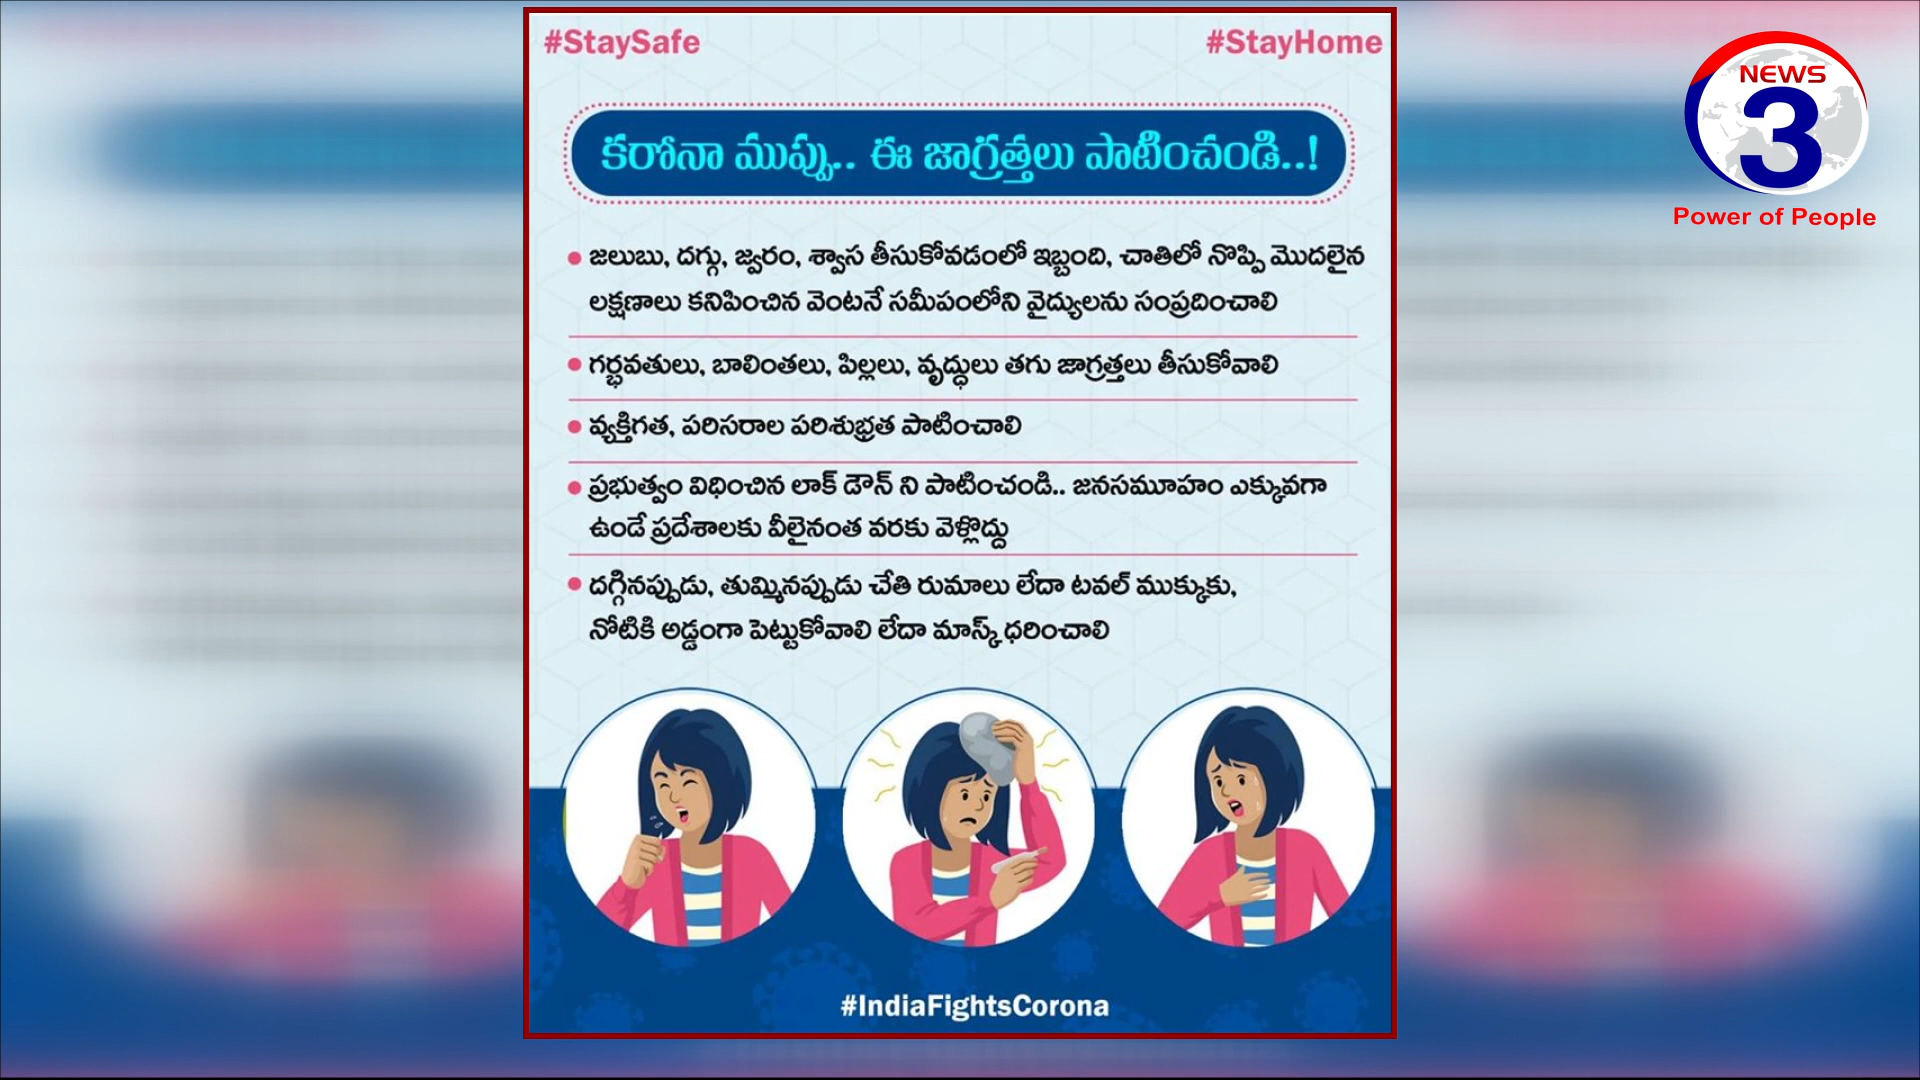 #StaySafe
#StayHome
NEWS
3
Power of People
కరోనా ముప్పు.. ఈ జాగ్రత్తలు పాటించండి..!
జలుబు, దగ్గు, జ్వరం, శ్వాస తీసుకోవడంలో ఇబ్బంది, చాతిలో నొప్పి మొదలైన
లక్షణాలు కనిపించిన వెంటనే సమీపంలోని వైద్యులను సంప్రదించాలి
గర్భవతులు, బాలింతలు, పిల్లలు, వృద్ధులు తగు జాగ్రత్తలు తీసుకోవాలి
వ్యక్తిగత, పరిసరాల పరిశుభ్రత పాటించాలి
ప్రభుత్వం విధించిన లాక్ డౌన్ ని పాటించండి.. జనసమూహం ఎక్కువగా
ఉండే ప్రదేశాలకు వీలైనంత వరకు వెళ్లొద్దు
దగ్గినప్పుడు, తుమ్మినప్పుడు చేతి రుమాలు లేదా టవల్ ముక్కుకు,
నోటికి అడ్డంగా పెట్టుకోవాలి లేదా మాస్క్ ధరించాలి
#IndiaFightsCorona